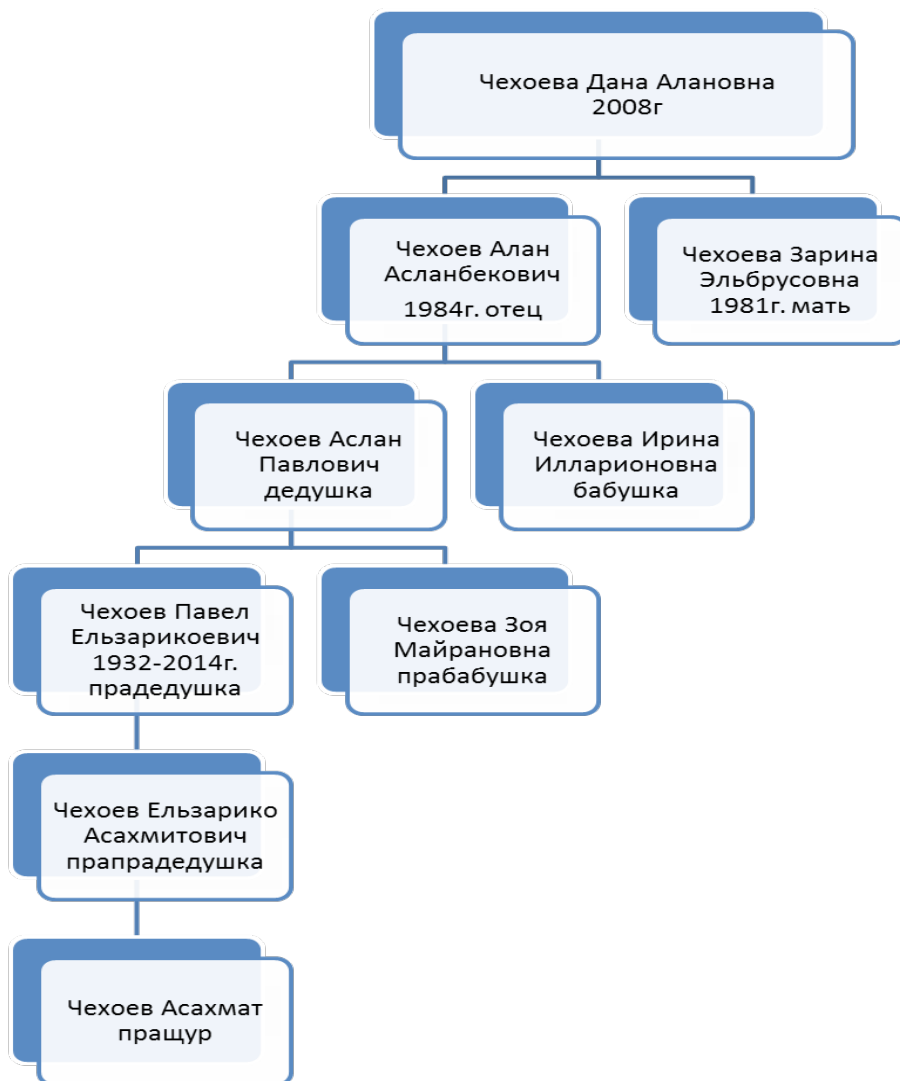 Чехоева Дана Алановна
2008г
Чехоев Алан
Асланбекович
1984г. отец
Чехоева Зарина
Эльбрусовна
1981г. мать
Чехоев Аслан
Павлович
дедушка
Чехоева Ирина
Илларионовна
бабушка
Чехоев Павел
Ельзарикоевич
1932-2014г.
прадедушка
Чехоева Зоя
Майрановна
прабабушка
Чехоев Ельзарико
Асахмитович
прапрадедушка
Чехоев Асахмат
пращур